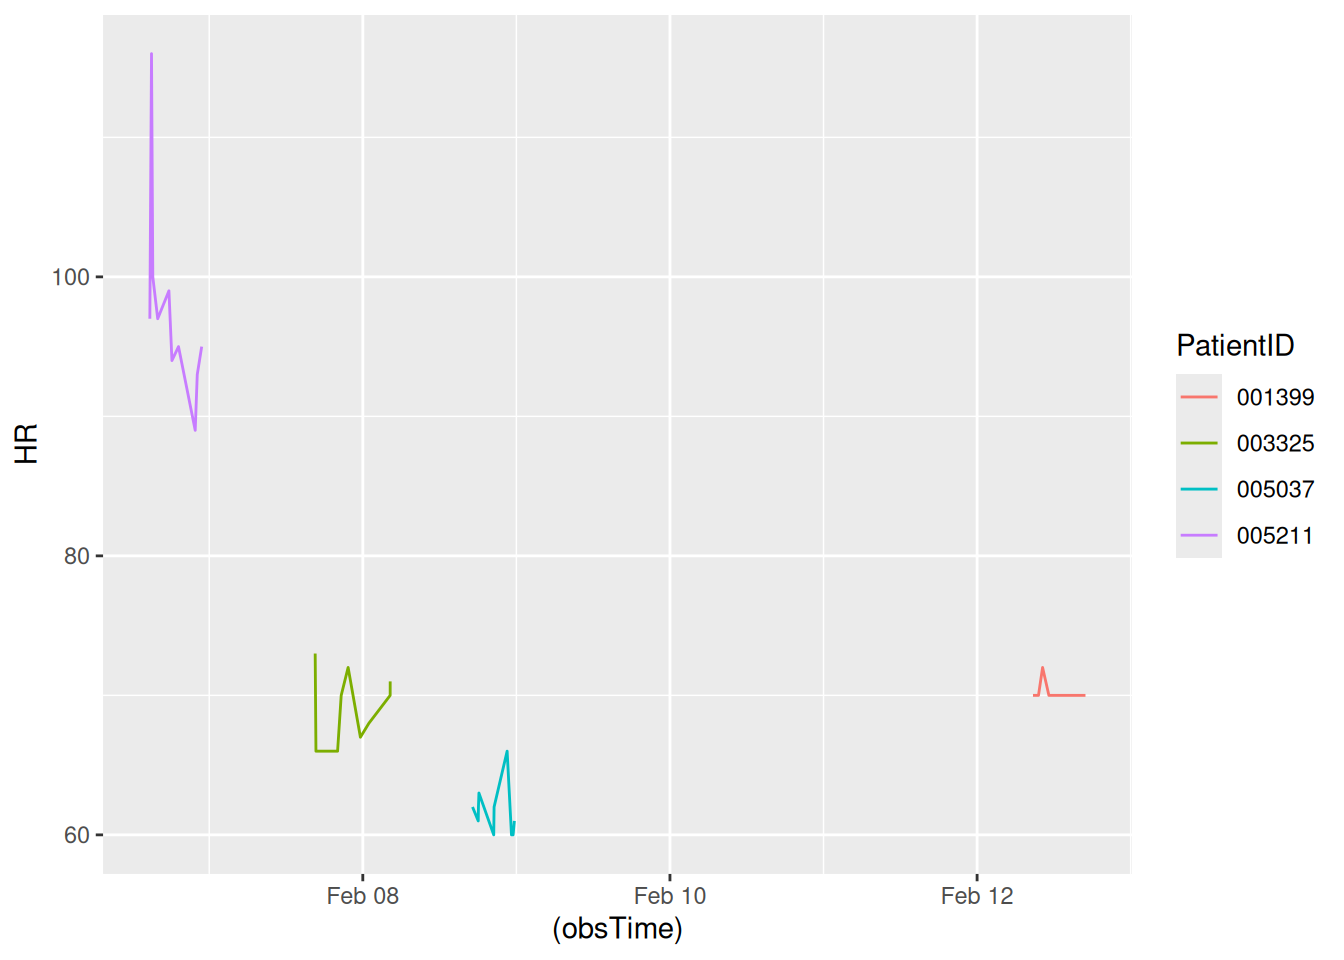 HR
100
80
60
Feb 08
Feb 10
Feb 12
(obsTime)
PatientID
001399
003325
005037
005211